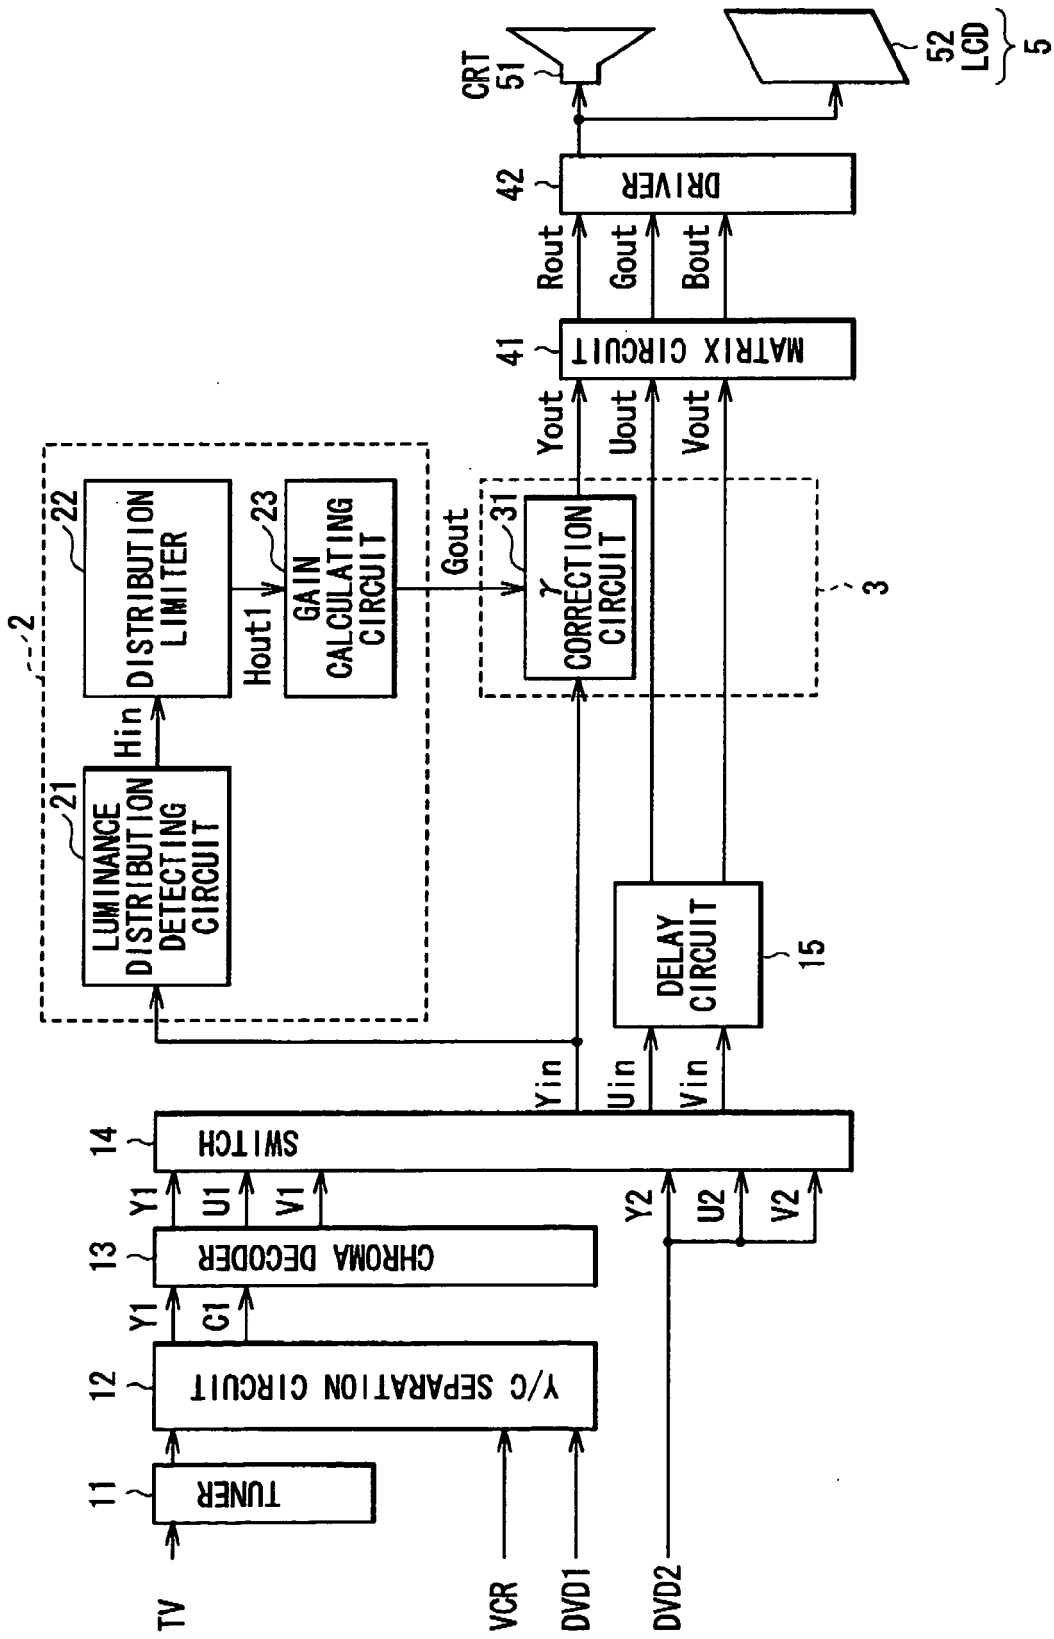 TV
VCR
DVD1
DVD2
11
TUNER
12
Y/C SEPARATION CIRCUIT
Y1
C1
13
CHROMA DECODER
Y1
U1
V1
Y2
U2
V2
14
SWITCH
Yin
Uin
Vin
2
21
LUMINANCE
DISTRIBUTION
DETECTING
CIRCUIT
Hin
22
DISTRIBUTION
LIMITER
Hout1
23
GAIN
CALCULATING
CIRCUIT
Gout
DELAY
CIRCUIT
15
31
γ
CORRECTION
CIRCUIT
3
Yout
Uout
Vout
41
MATRIX CIRCUIT
Rout
Gout
Bout
42
DRIVER
CRT
51
52
LCD
5